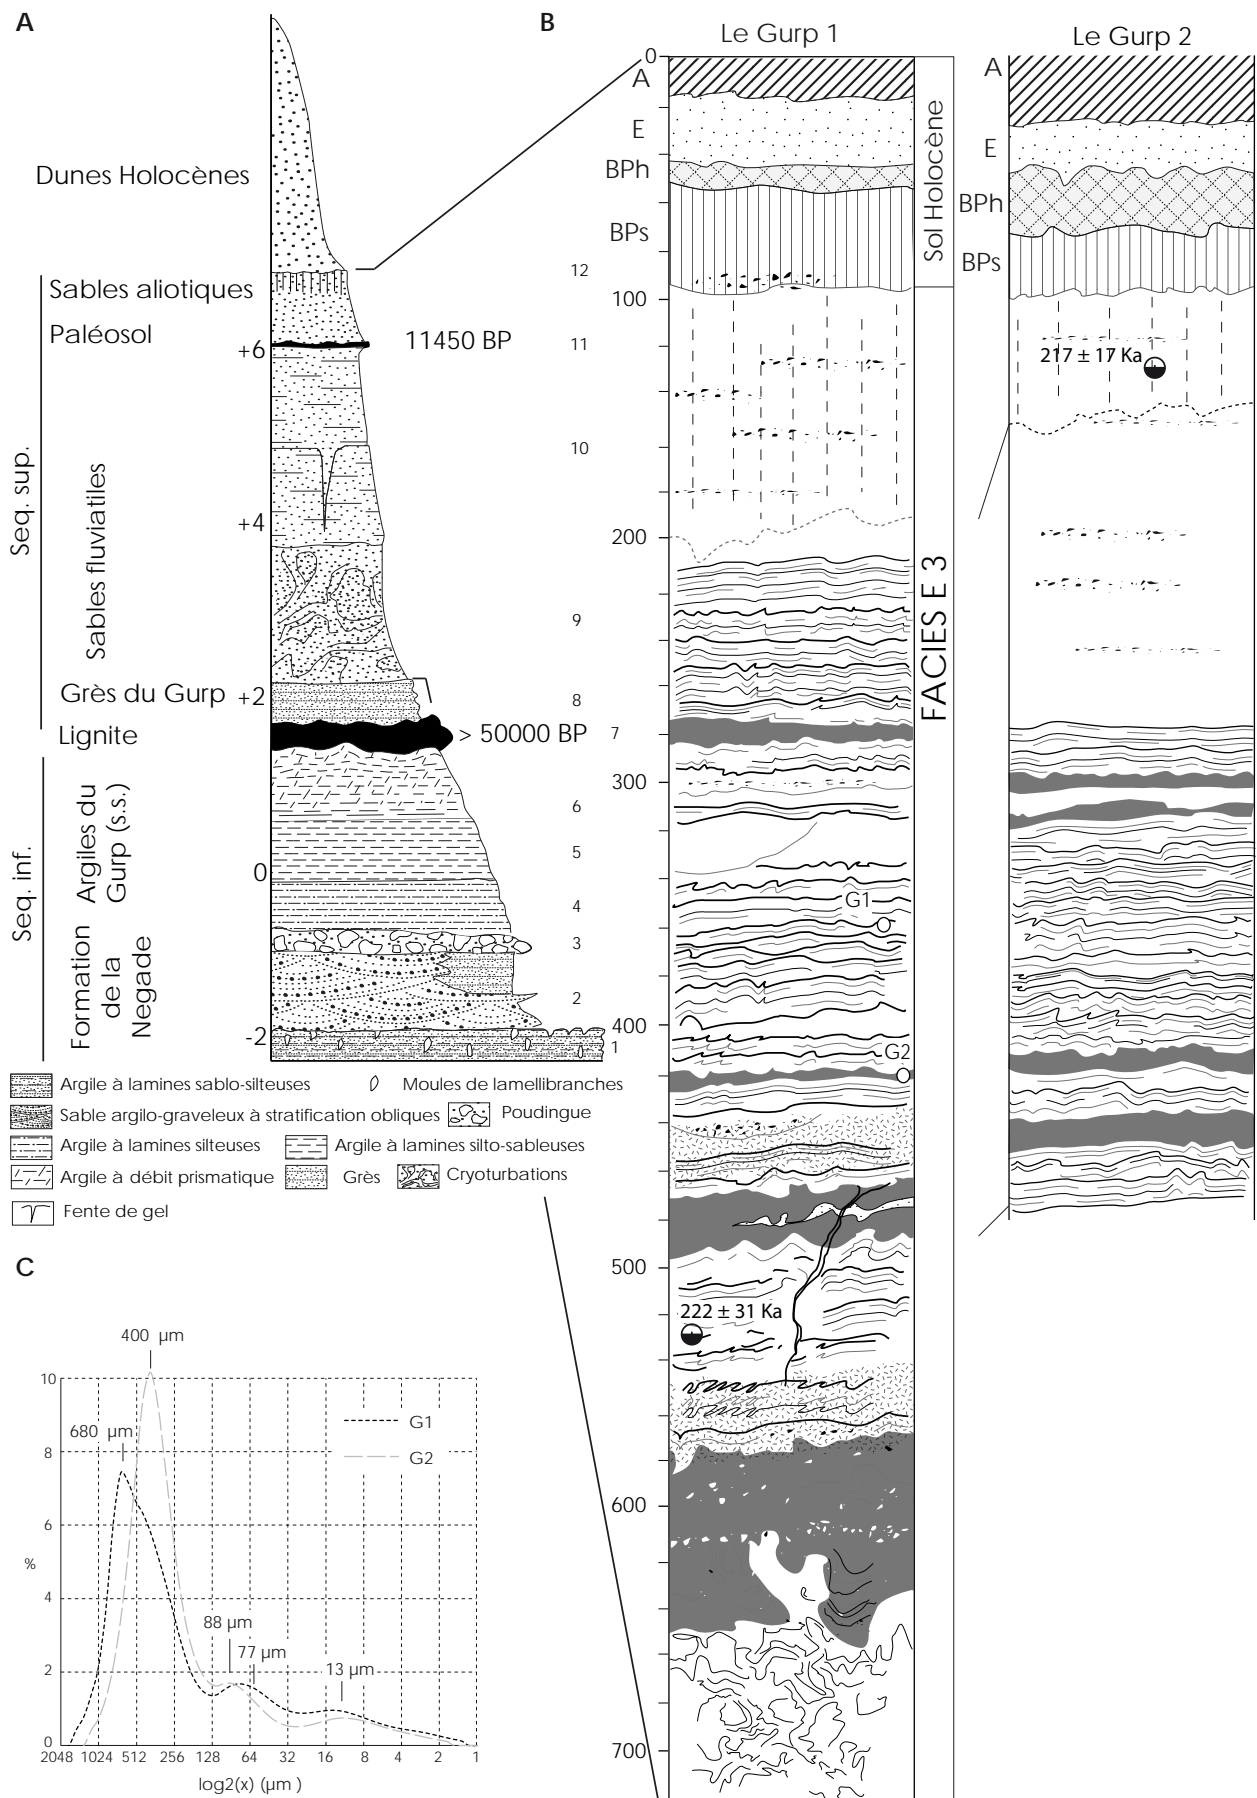 A
Dunes Holocènes
Sables aliotiques
Paléosol
+6
11450 BP
Seq. sup.
Sables fluviatiles
+4
Grès du Gurp
+2
Lignite
> 50000 BP
Seq. inf.
Argiles du
Gurp (s.s.)
0
Formation
de la
Negade
-2
12
11
10
9
8
7
6
5
4
3
2
1
Argile à lamines sablo-silteuses
Moules de lamellibranches
Sable argilo-graveleux à stratification obliques
Poudingue
Argile à lamines silteuses
Argile à lamines silto-sableuses
Argile à débit prismatique
Grès
Cryoturbations
Fente de gel
B
Le Gurp 1
0
A
E
BPh
BPs
100
200
300
400
500
600
700
Sol Holocène
FACIES E 3
G1
G2
222 ± 31 Ka
Le Gurp 2
A
E
BPh
BPs
217 ± 17 Ka
C
400 µm
680 µm
G1
G2
88 µm
77 µm
13 µm
10
8
6
%
4
2
0
2048 1024 512 256 128 64 32 16 8 4 2 1
log2(x) (µm )